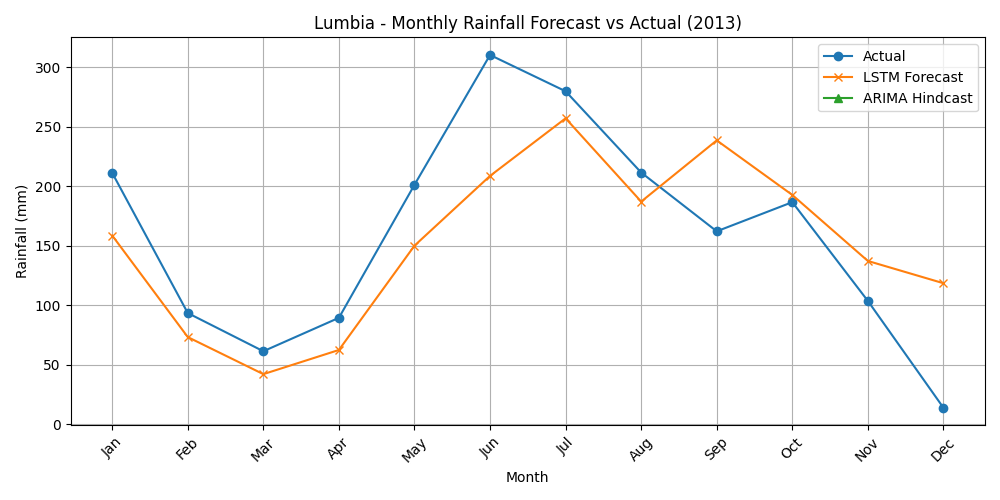 Lumbia - Monthly Rainfall Forecast vs Actual (2013)
Actual
LSTM Forecast
ARIMA Hindcast
Rainfall (mm)
300
250
200
150
100
50
0
Jan Feb Mar Apr May Jun Jul Aug Sep Oct Nov Dec
Month